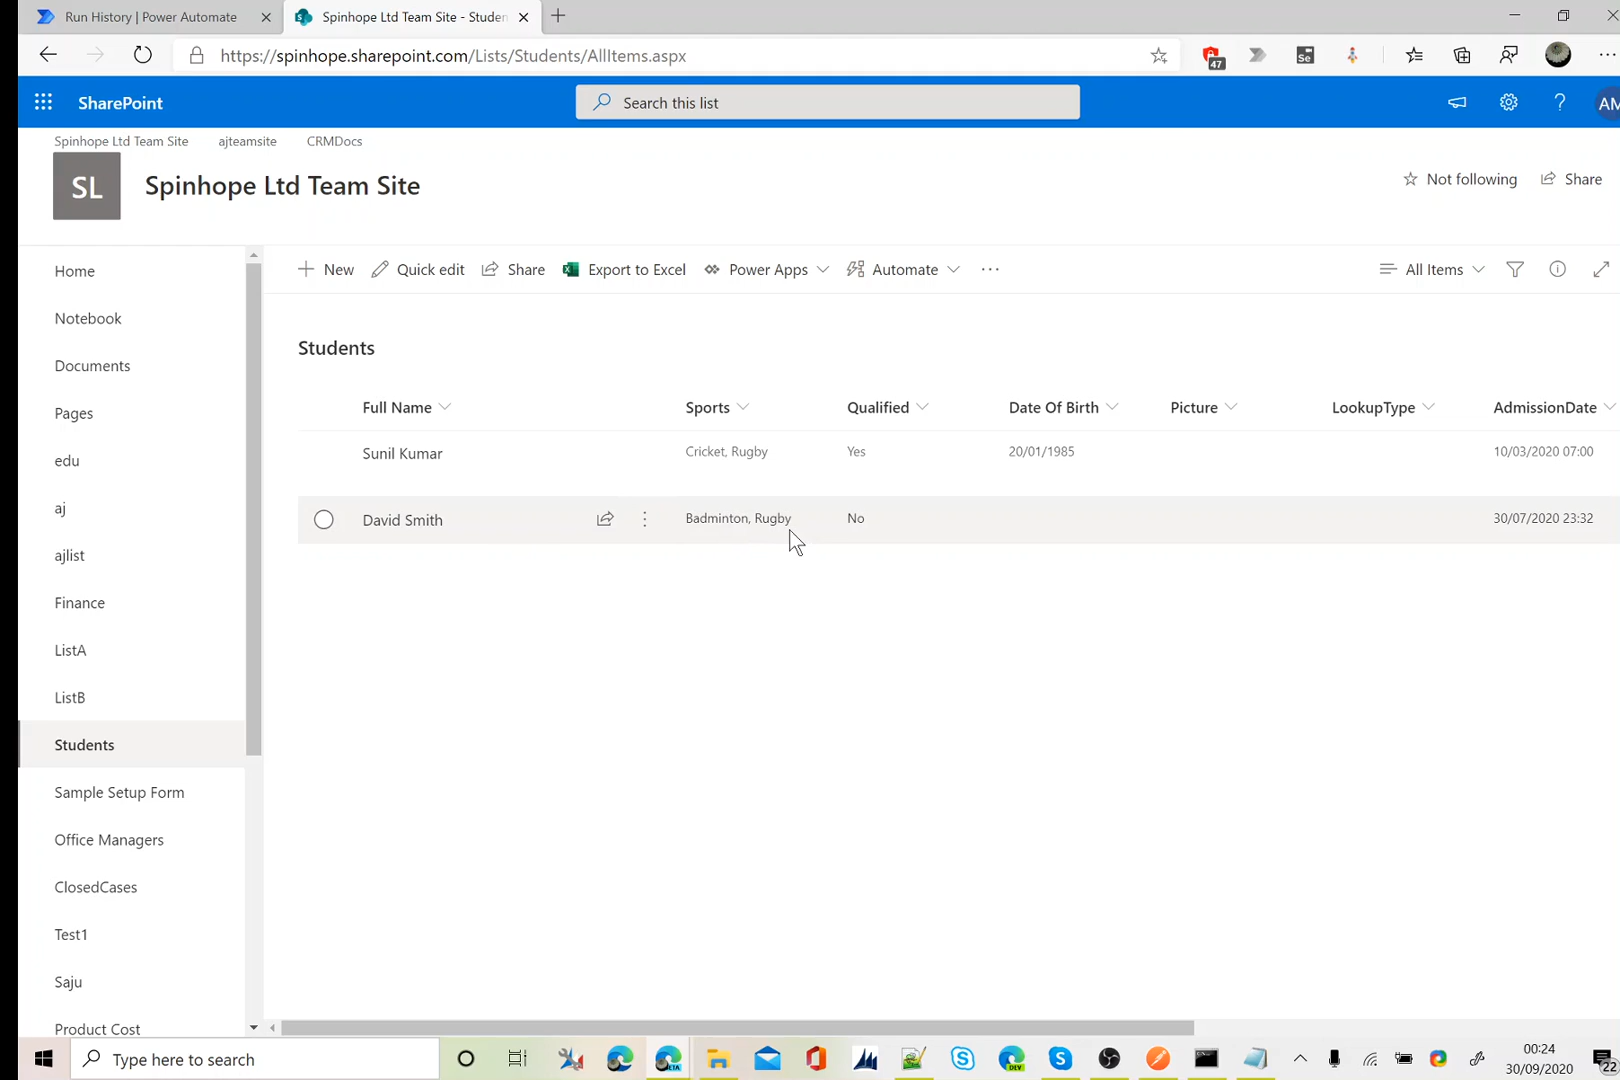 Run History | Power Automate
Spinhope Ltd Team Site - Studen
https://spinhope.sharepoint.com/Lists/Students/AllItems.aspx
47
Se
SharePoint
Search this list
?
AM
Spinhope Ltd Team Site
ajteamsite
CRMDocs
SL
Spinhope Ltd Team Site
Not following
Share
Home
Notebook
Documents
Pages
edu
aj
ajlist
Finance
ListA
ListB
Students
Sample Setup Form
Office Managers
ClosedCases
Test1
Saju
Product Cost
New
Quick edit
Share
Export to Excel
Power Apps
Automate
All Items
Students
Full Name Sports Qualified Date Of Birth Picture LookupType AdmissionDate
Sunil Kumar Cricket, Rugby Yes 20/01/1985 10/03/2020 07:00
David Smith Badminton, Rugby No 30/07/2020 23:32
Type here to search
BETA
DEV
00:24
30/09/2020
22